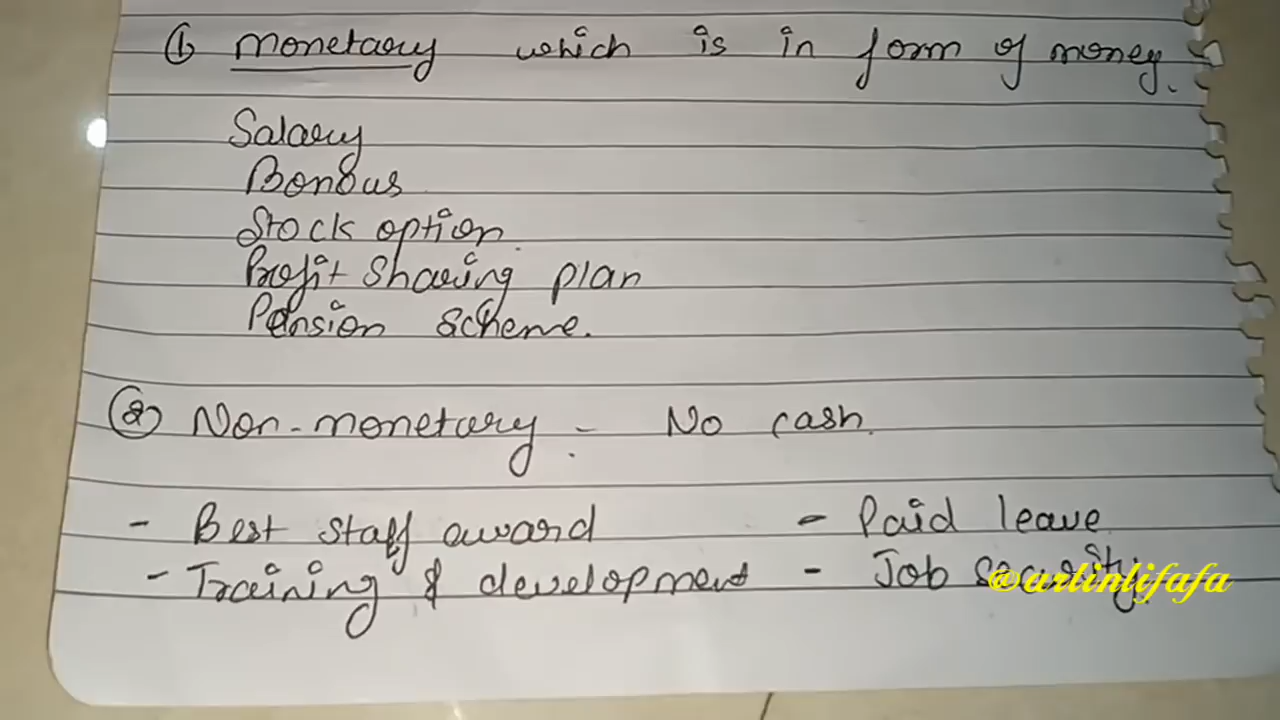 ① monetary which is in form of money.
Salary
Bonous
Stock option.
Profit sharing plan
Pension scheme.
② Non-monetary - No cash.
- Best staff award - Paid leave
- Training & development - Job security.
@artinlifafa